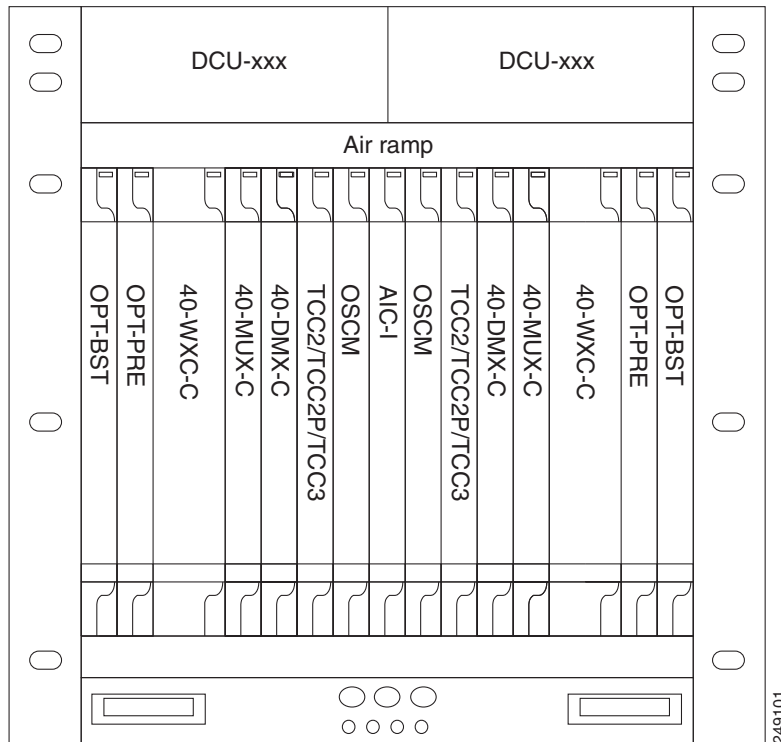 DCU-xxx
DCU-xxx
Air ramp
OPT-BST
OPT-PRE
40-WXC-C
40-MUX-C
40-DMX-C
TCC2/TCC2P/TCC3
OSCM
AIC-I
OSCM
TCC2/TCC2P/TCC3
40-DMX-C
40-MUX-C
40-WXC-C
OPT-PRE
OPT-BST
249101